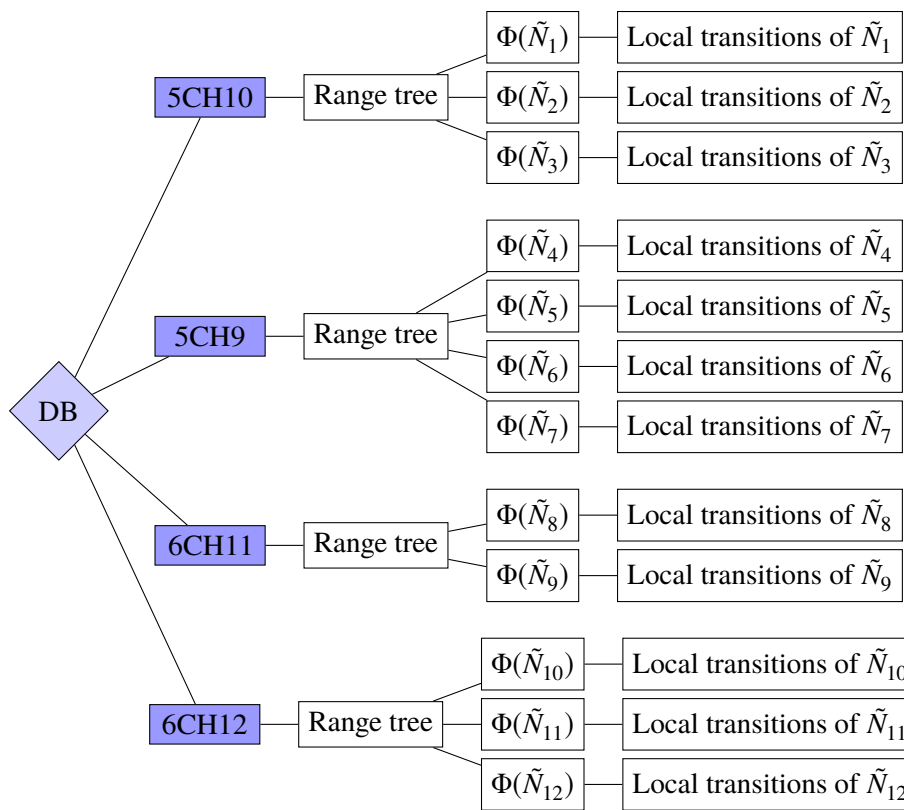 Φ(Ñ₁) Local transitions of Ñ₁
5CH10 Range tree Φ(Ñ₂) Local transitions of Ñ₂
Φ(Ñ₃) Local transitions of Ñ₃
Φ(Ñ₄) Local transitions of Ñ₄
Φ(Ñ₅) Local transitions of Ñ₅
5CH9 Range tree
Φ(Ñ₆) Local transitions of Ñ₆
DB
Φ(Ñ₇) Local transitions of Ñ₇
Φ(Ñ₈) Local transitions of Ñ₈
6CH11 Range tree
Φ(Ñ₉) Local transitions of Ñ₉
Φ(Ñ₁₀) Local transitions of Ñ₁₀
6CH12 Range tree Φ(Ñ₁₁) Local transitions of Ñ₁₁
Φ(Ñ₁₂) Local transitions of Ñ₁₂